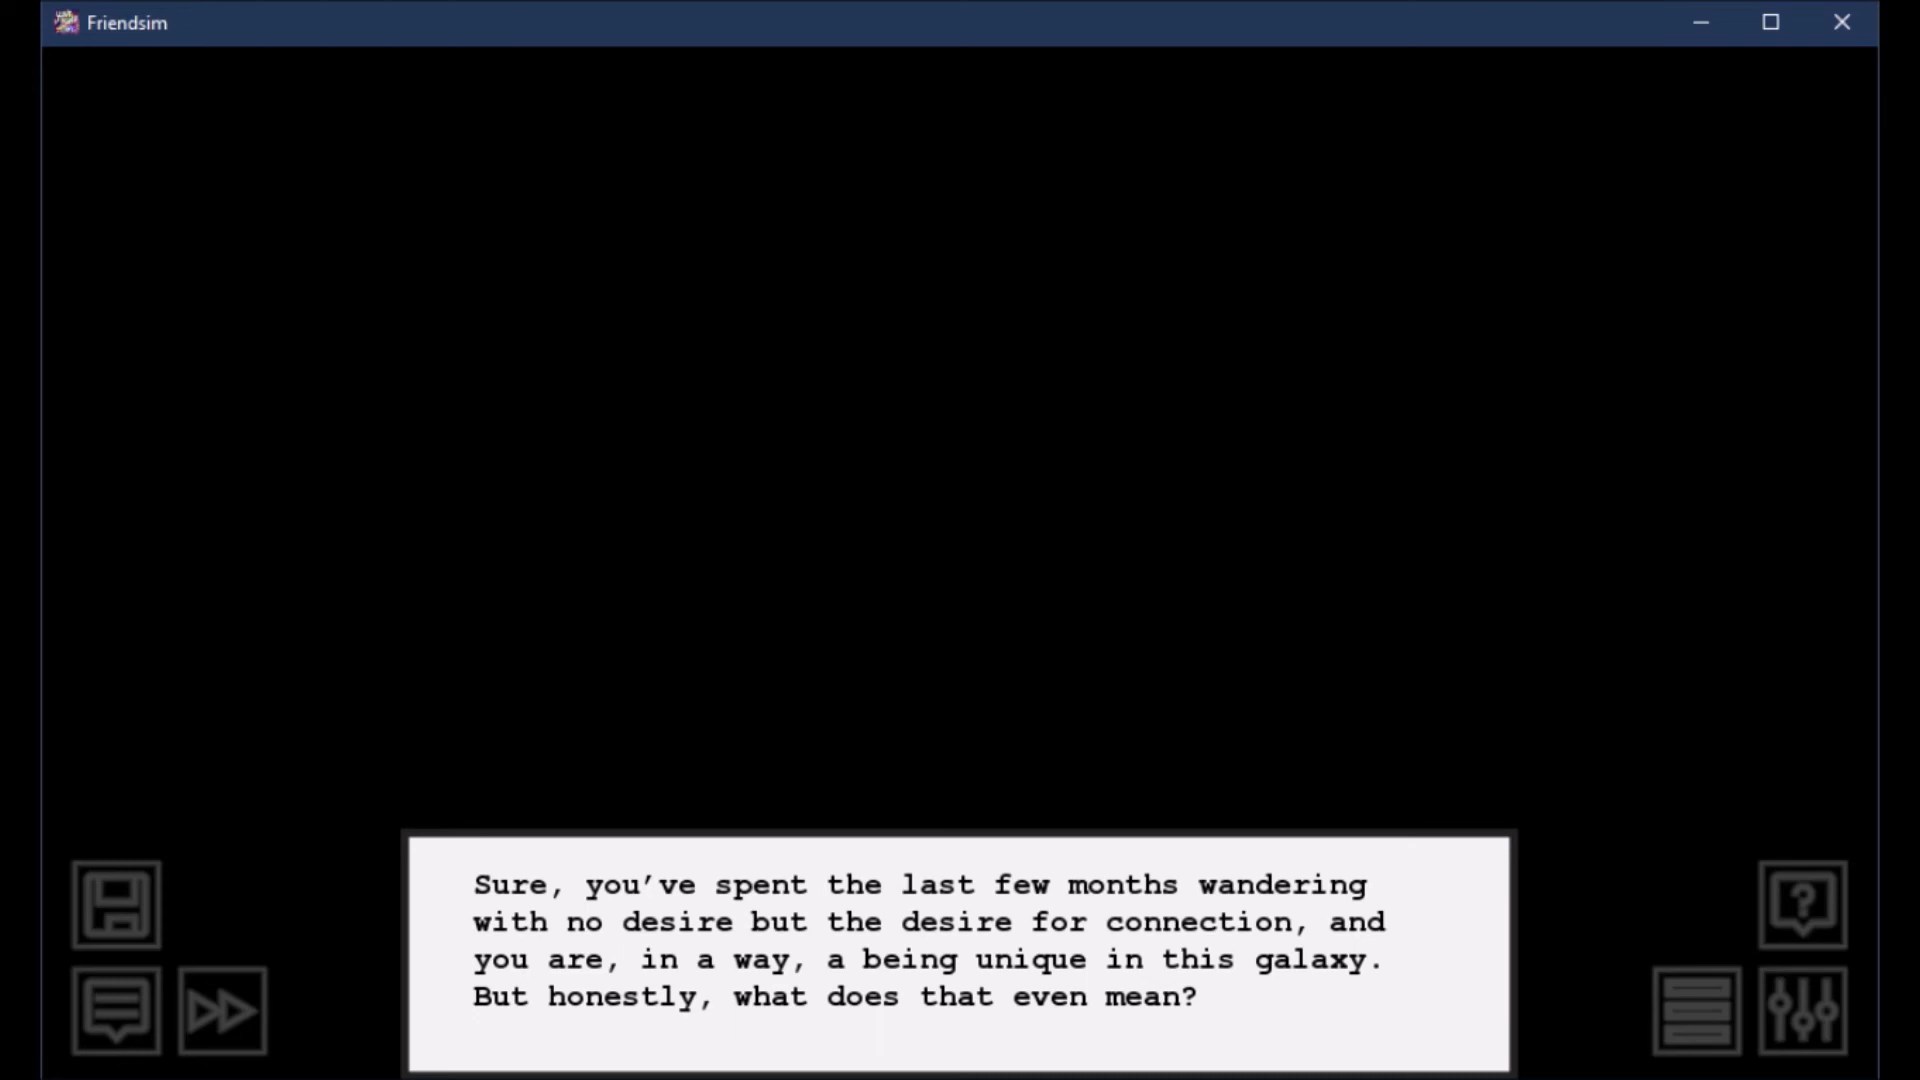 Friendsim
Sure, you've spent the last few months wandering
with no desire but the desire for connection, and
you are, in a way, a being unique in this galaxy.
But honestly, what does that even mean?